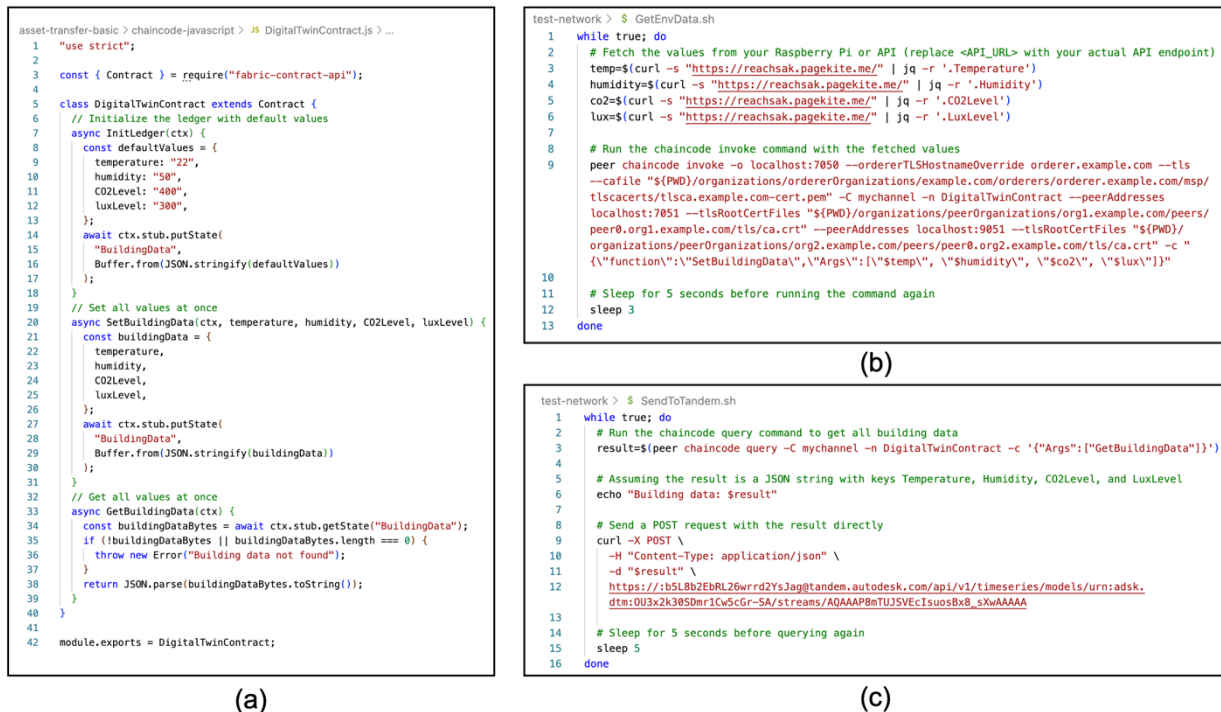 asset-transfer-basic > chaincode-javascript > JS DigitalTwinContract.js > ...
1 "use strict";
2
3 const { Contract } = require("fabric-contract-api");
4
5 class DigitalTwinContract extends Contract {
6 // Initialize the ledger with default values
7 async InitLedger(ctx) {
8 const defaultValues = {
9 temperature: "22",
10 humidity: "50",
11 CO2Level: "400",
12 luxLevel: "300",
13 };
14 await ctx.stub.putState(
15 "BuildingData",
16 Buffer.from(JSON.stringify(defaultValues))
17 );
18 }
19 // Set all values at once
20 async SetBuildingData(ctx, temperature, humidity, CO2Level, luxLevel) {
21 const buildingData = {
22 temperature,
23 humidity,
24 CO2Level,
25 luxLevel,
26 };
27 await ctx.stub.putState(
28 "BuildingData",
29 Buffer.from(JSON.stringify(buildingData))
30 );
31 }
32 // Get all values at once
33 async GetBuildingData(ctx) {
34 const buildingDataBytes = await ctx.stub.getState("BuildingData");
35 if (!buildingDataBytes || buildingDataBytes.length === 0) {
36 throw new Error("Building data not found");
37 }
38 return JSON.parse(buildingDataBytes.toString());
39 }
40 }
41
42 module.exports = DigitalTwinContract;
(a)
test-network > $ GetEnvData.sh
1 while true; do
2 # Fetch the values from your Raspberry Pi or API (replace <API_URL> with your actual API endpoint)
3 temp=$(curl -s "https://reachsak.pagekite.me/" | jq -r '.Temperature')
4 humidity=$(curl -s "https://reachsak.pagekite.me/" | jq -r '.Humidity')
5 co2=$(curl -s "https://reachsak.pagekite.me/" | jq -r '.CO2Level')
6 lux=$(curl -s "https://reachsak.pagekite.me/" | jq -r '.LuxLevel')
7
8 # Run the chaincode invoke command with the fetched values
9 peer chaincode invoke -o localhost:7050 --ordererTLSHostnameOverride orderer.example.com --tls
--cafile "${PWD}/organizations/ordererOrganizations/example.com/orderers/orderer.example.com/msp/
tlscacerts/tlsca.example.com-cert.pem" -C mychannel -n DigitalTwinContract --peerAddresses
localhost:7051 --tlsRootCertFiles "${PWD}/organizations/peerOrganizations/org1.example.com/peers/
peer0.org1.example.com/tls/ca.crt" --peerAddresses localhost:9051 --tlsRootCertFiles "${PWD}/
organizations/peerOrganizations/org2.example.com/peers/peer0.org2.example.com/tls/ca.crt" -c "
{\"function\":\"SetBuildingData\",\"Args\":[\"$temp\", \"$humidity\", \"$co2\", \"$lux\"]}"
10
11 # Sleep for 5 seconds before running the command again
12 sleep 3
13 done
(b)
test-network > $ SendToTandem.sh
1 while true; do
2 # Run the chaincode query command to get all building data
3 result=$(peer chaincode query -C mychannel -n DigitalTwinContract -c '{"Args":["GetBuildingData"]}')
4
5 # Assuming the result is a JSON string with keys Temperature, Humidity, CO2Level, and LuxLevel
6 echo "Building data: $result"
7
8 # Send a POST request with the result directly
9 curl -X POST \
10 -H "Content-Type: application/json" \
11 -d "$result" \
12 https://:b5L8b2EbRL26wrrd2YsJag@tandem.autodesk.com/api/v1/timeseries/models/urn:adsk.
dtm:OU3x2k30SDmr1Cw5cGr-SA/streams/AQAAAP8mTUJSVEcIsuosBx8_sXwAAAAA
13
14 # Sleep for 5 seconds before querying again
15 sleep 5
16 done
(c)